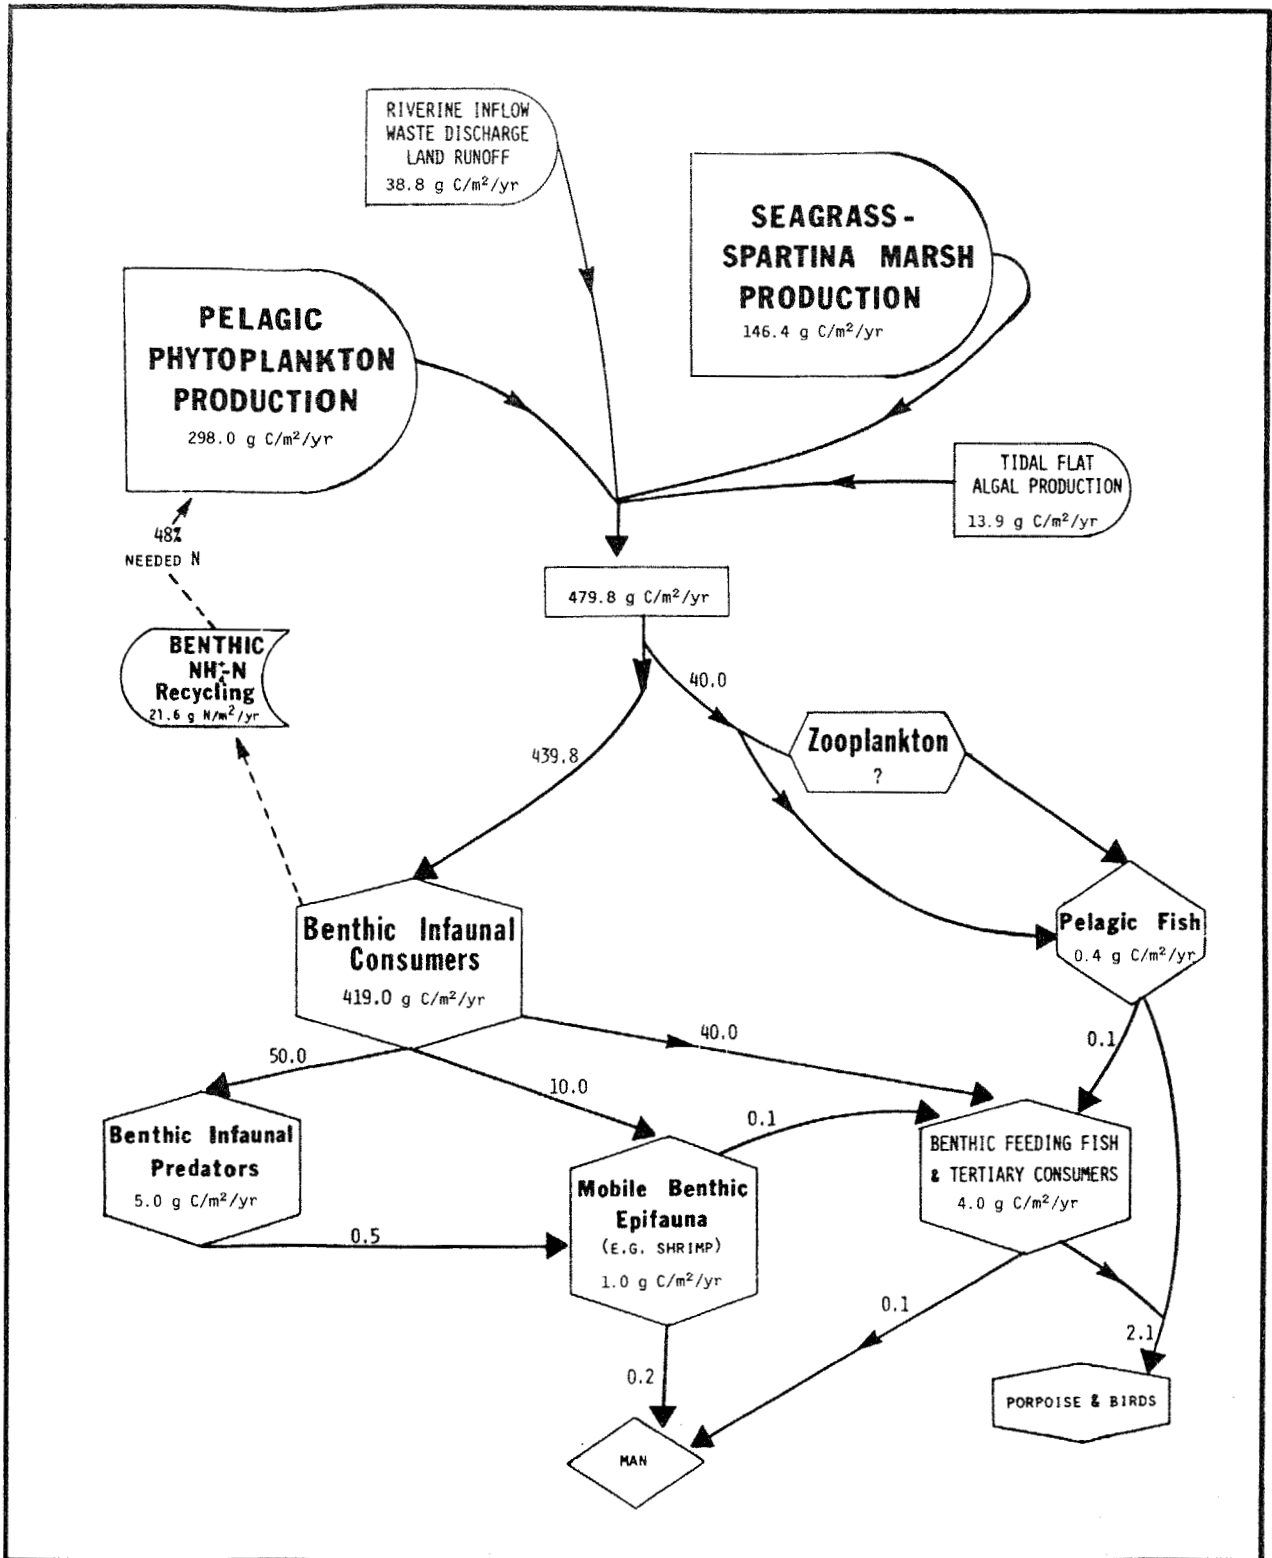 RIVERINE INFLOW
WASTE DISCHARGE
LAND RUNOFF
38.8 g C/m²/yr
SEAGRASS-
SPARTINA MARSH
PRODUCTION
146.4 g C/m²/yr
PELAGIC
PHYTOPLANKTON
PRODUCTION
298.0 g C/m²/yr
TIDAL FLAT
ALGAL PRODUCTION
13.9 g C/m²/yr
48%
NEEDED N
479.8 g C/m²/yr
BENTHIC
NH₄⁺-N
Recycling
21.6 g N/m²/yr
40.0
439.8
Zooplankton
?
Benthic Infaunal
Consumers
419.0 g C/m²/yr
Pelagic Fish
0.4 g C/m²/yr
50.0
10.0
40.0
0.1
0.1
Benthic Infaunal
Predators
5.0 g C/m²/yr
Mobile Benthic
Epifauna
(E.G. SHRIMP)
1.0 g C/m²/yr
BENTHIC FEEDING FISH
& TERTIARY CONSUMERS
4.0 g C/m²/yr
0.5
0.1
2.1
0.2
PORPOISE & BIRDS
MAN